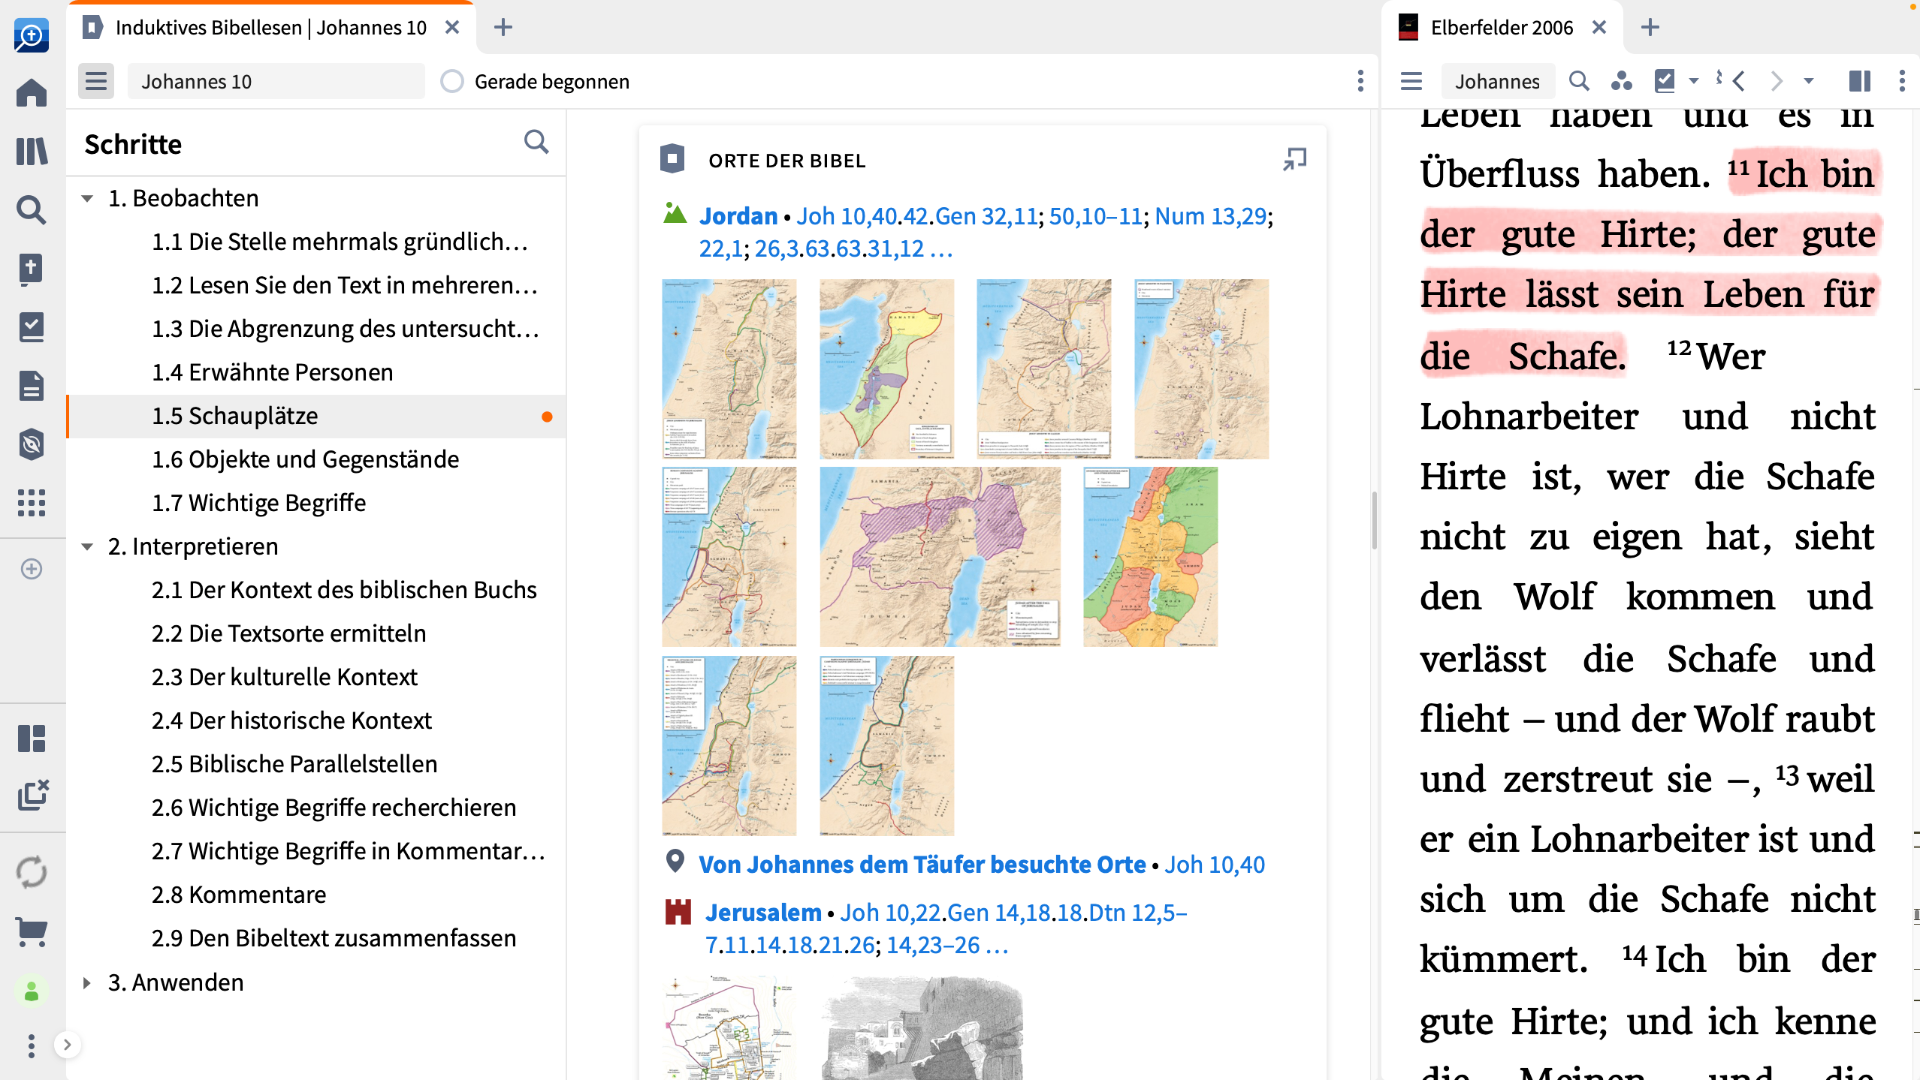 Induktives Bibellesen | Johannes 10
Johannes 10
Gerade begonnen
Schritte
1. Beobachten
1.1 Die Stelle mehrmals gründlich…
1.2 Lesen Sie den Text in mehreren…
1.3 Die Abgrenzung des untersucht…
1.4 Erwähnte Personen
1.5 Schauplätze
1.6 Objekte und Gegenstände
1.7 Wichtige Begriffe
2. Interpretieren
2.1 Der Kontext des biblischen Buchs
2.2 Die Textsorte ermitteln
2.3 Der kulturelle Kontext
2.4 Der historische Kontext
2.5 Biblische Parallelstellen
2.6 Wichtige Begriffe recherchieren
2.7 Wichtige Begriffe in Kommentar…
2.8 Kommentare
2.9 Den Bibeltext zusammenfassen
3. Anwenden
ORTE DER BIBEL
Jordan • Joh 10,40.42.Gen 32,11; 50,10–11; Num 13,29;
22,1; 26,3.63.63.31,12 …
Von Johannes dem Täufer besuchte Orte • Joh 10,40
Jerusalem • Joh 10,22.Gen 14,18.18.Dtn 12,5–
7.11.14.18.21.26; 14,23–26 …
Elberfelder 2006
Johannes
Leben haben und es in
Überfluss haben. 11 Ich bin
der gute Hirte; der gute
Hirte lässt sein Leben für
die Schafe. 12 Wer
Lohnarbeiter und nicht
Hirte ist, wer die Schafe
nicht zu eigen hat, sieht
den Wolf kommen und
verlässt die Schafe und
flieht – und der Wolf raubt
und zerstreut sie –, 13 weil
er ein Lohnarbeiter ist und
sich um die Schafe nicht
kümmert. 14 Ich bin der
gute Hirte; und ich kenne
die Meinen, und die